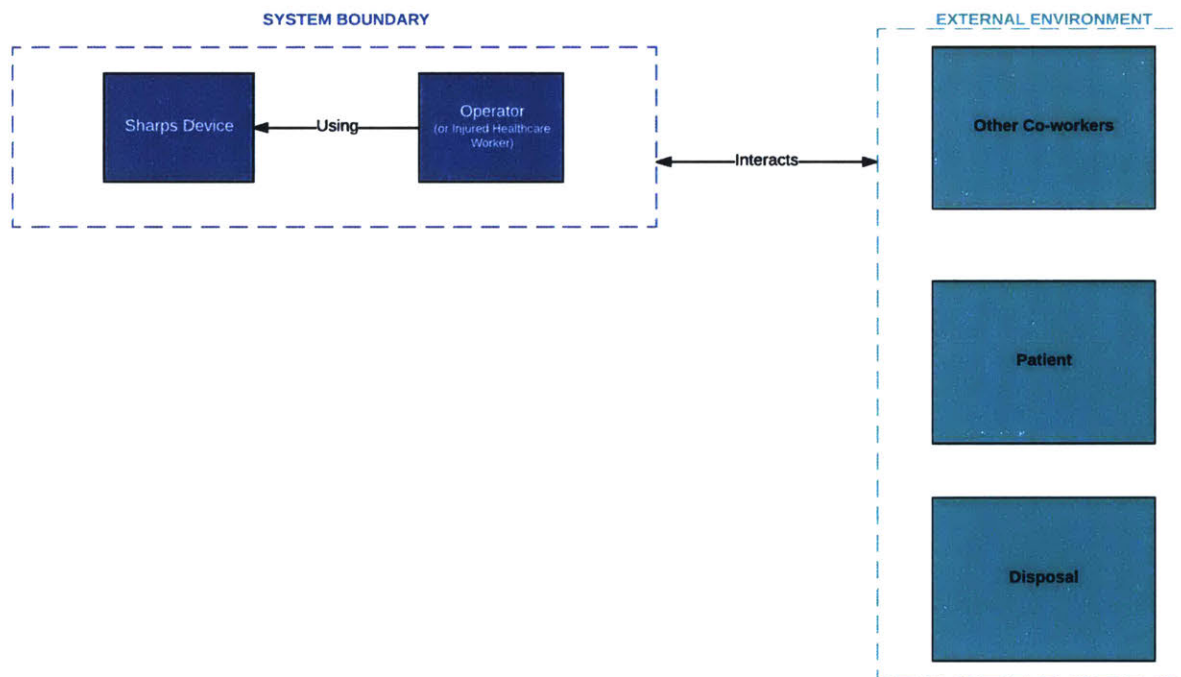 SYSTEM BOUNDARY
EXTERNAL ENVIRONMENT
Sharps Device
Using
Operator
(or Injured Healthcare
Worker)
Interacts
Other Co-workers
Patient
Disposal